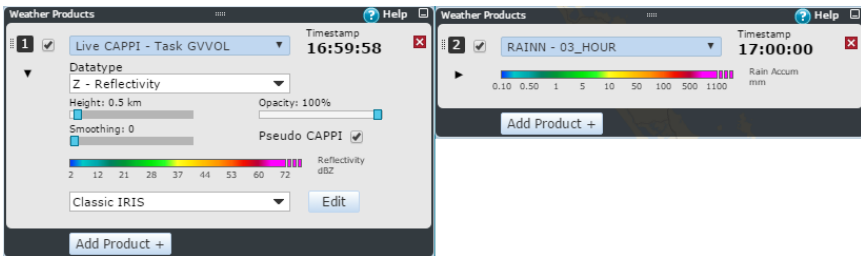 Weather Products
? Help
Timestamp
1 Live CAPPI - Task GVVOL 16:59:58
Datatype
Z - Reflectivity
Height: 0.5 km Opacity: 100%
Smoothing: 0
Pseudo CAPPI
Reflectivity
dBZ
2 12 21 28 37 44 53 60 72
Classic IRIS Edit
Add Product +
Weather Products
? Help
Timestamp
2 RAINN - 03_HOUR 17:00:00
Rain Accum
mm
0.10 0.50 1 5 10 50 100 500 1100
Add Product +